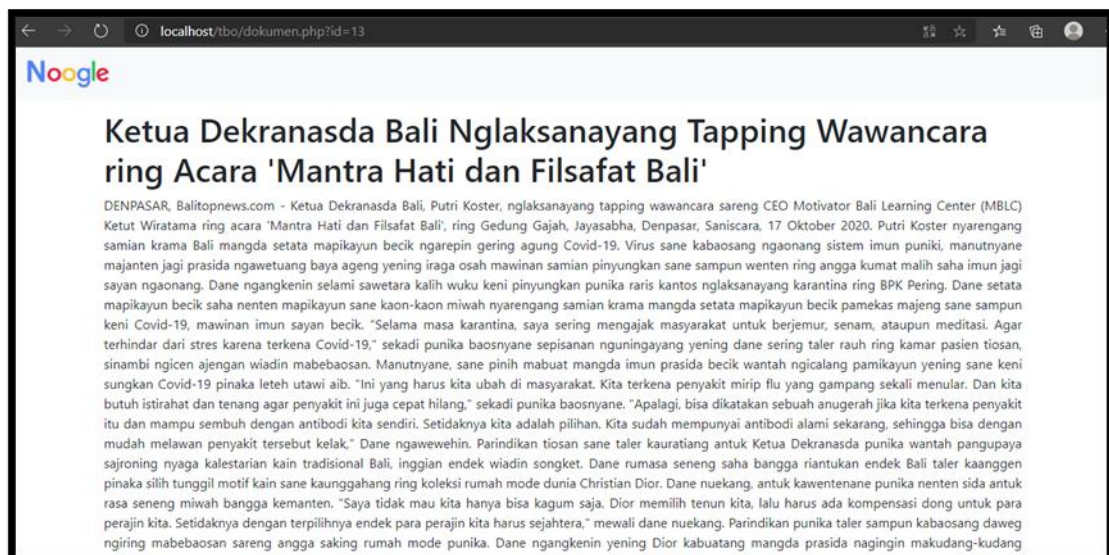 localhost/tbo/dokumen.php?id=13
Noogle
Ketua Dekranasda Bali Nglaksanayang Tapping Wawancara
ring Acara 'Mantra Hati dan Filsafat Bali'
DENPASAR, Balitopnews.com - Ketua Dekranasda Bali, Putri Koster, nglaksanayang tapping wawancara sareng CEO Motivator Bali Learning Center (MBLC)
Ketut Wiratama ring acara 'Mantra Hati dan Filsafat Bali', ring Gedung Gajah, Jayasabha, Denpasar, Saniscara, 17 Oktober 2020. Putri Koster nyarengang
samian krama Bali mangda setata mapikayun becik ngarepin gering agung Covid-19. Virus sane kabaosang ngaonang sistem imun puniki, manutnyane
majanten jagi prasida ngawetuang baya ageng yening iraga osah mawinan samian pinyungkan sane sampun wenten ring angga kumat malih saha imun jagi
sayan ngaonang. Dane ngangkenin selami sawetara kalih wuku keni pinyungkan punika raris kantos nglaksanayang karantina ring BPK Pering. Dane setata
mapikayun becik saha nenten mapikayun sane kaon-kaon miwah nyarengang samian krama mangda setata mapikayun becik pamekas majeng sane sampun
keni Covid-19, mawinan imun sayan becik. "Selama masa karantina, saya sering mengajak masyarakat untuk berjemur, senam, ataupun meditasi. Agar
terhindar dari stres karena terkena Covid-19," sekadi punika baosnyane sepisanan nguningayang yening dane sering taler rauh ring kamar pasien tiosan,
sinambi ngicen ajengan wiadin mabebaosan. Manutnyane, sane pinih mabuat mangda imun prasida becik wantah ngicalang pamikayun yening sane keni
sungkan Covid-19 pinaka leteh utawi aib. "Ini yang harus kita ubah di masyarakat. Kita terkena penyakit mirip flu yang gampang sekali menular. Dan kita
butuh istirahat dan tenang agar penyakit ini juga cepat hilang," sekadi punika baosnyane. "Apalagi, bisa dikatakan sebuah anugerah jika kita terkena penyakit
itu dan mampu sembuh dengan antibodi kita sendiri. Setidaknya kita adalah pilihan. Kita sudah mempunyai antibodi alami sekarang, sehingga bisa dengan
mudah melawan penyakit tersebut kelak," Dane ngawewehin. Parindikan tiosan sane taler kauratiang antuk Ketua Dekranasda punika wantah pangupaya
sajroning nyaga kalestarian kain tradisional Bali, inggian endek wiadin songket. Dane rumasa seneng saha bangga riantukan endek Bali taler kaanggen
pinaka silih tunggil motif kain sane kaunggahang ring koleksi rumah mode dunia Christian Dior. Dane nuekang, antuk kawentenane punika nenten sida antuk
rasa seneng miwah bangga kemanten. "Saya tidak mau kita hanya bisa kagum saja. Dior memilih tenun kita, lalu harus ada kompensasi dong untuk para
perajin kita. Setidaknya dengan terpilihnya endek para perajin kita harus sejahtera," mewali dane nuekang. Parindikan punika taler sampun kabaosang daweg
ngiring mabebaosan sareng angga saking rumah mode punika. Dane ngangkenin yening Dior kabuatang mangda prasida nagingin makudang-kudang